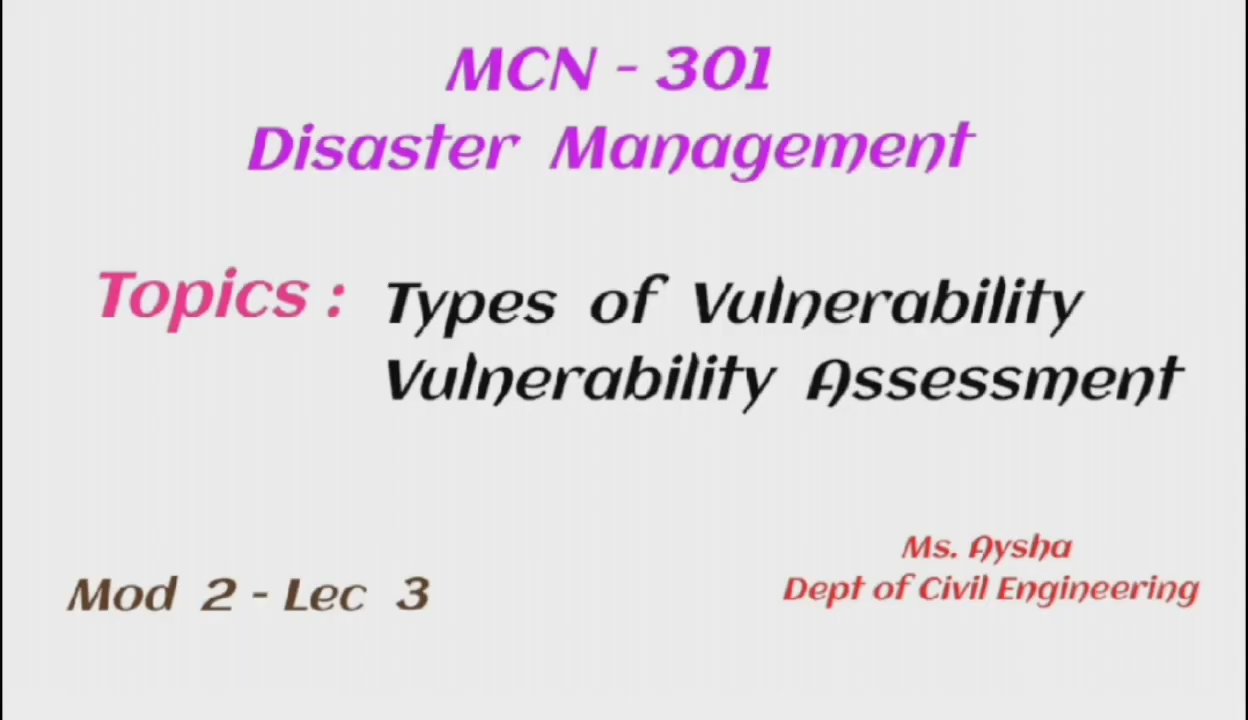 MCN - 301
Disaster Management
Topics : Types of Vulnerability
Vulnerability Assessment
Mod 2 - Lec 3
Ms. Aysha
Dept of Civil Engineering